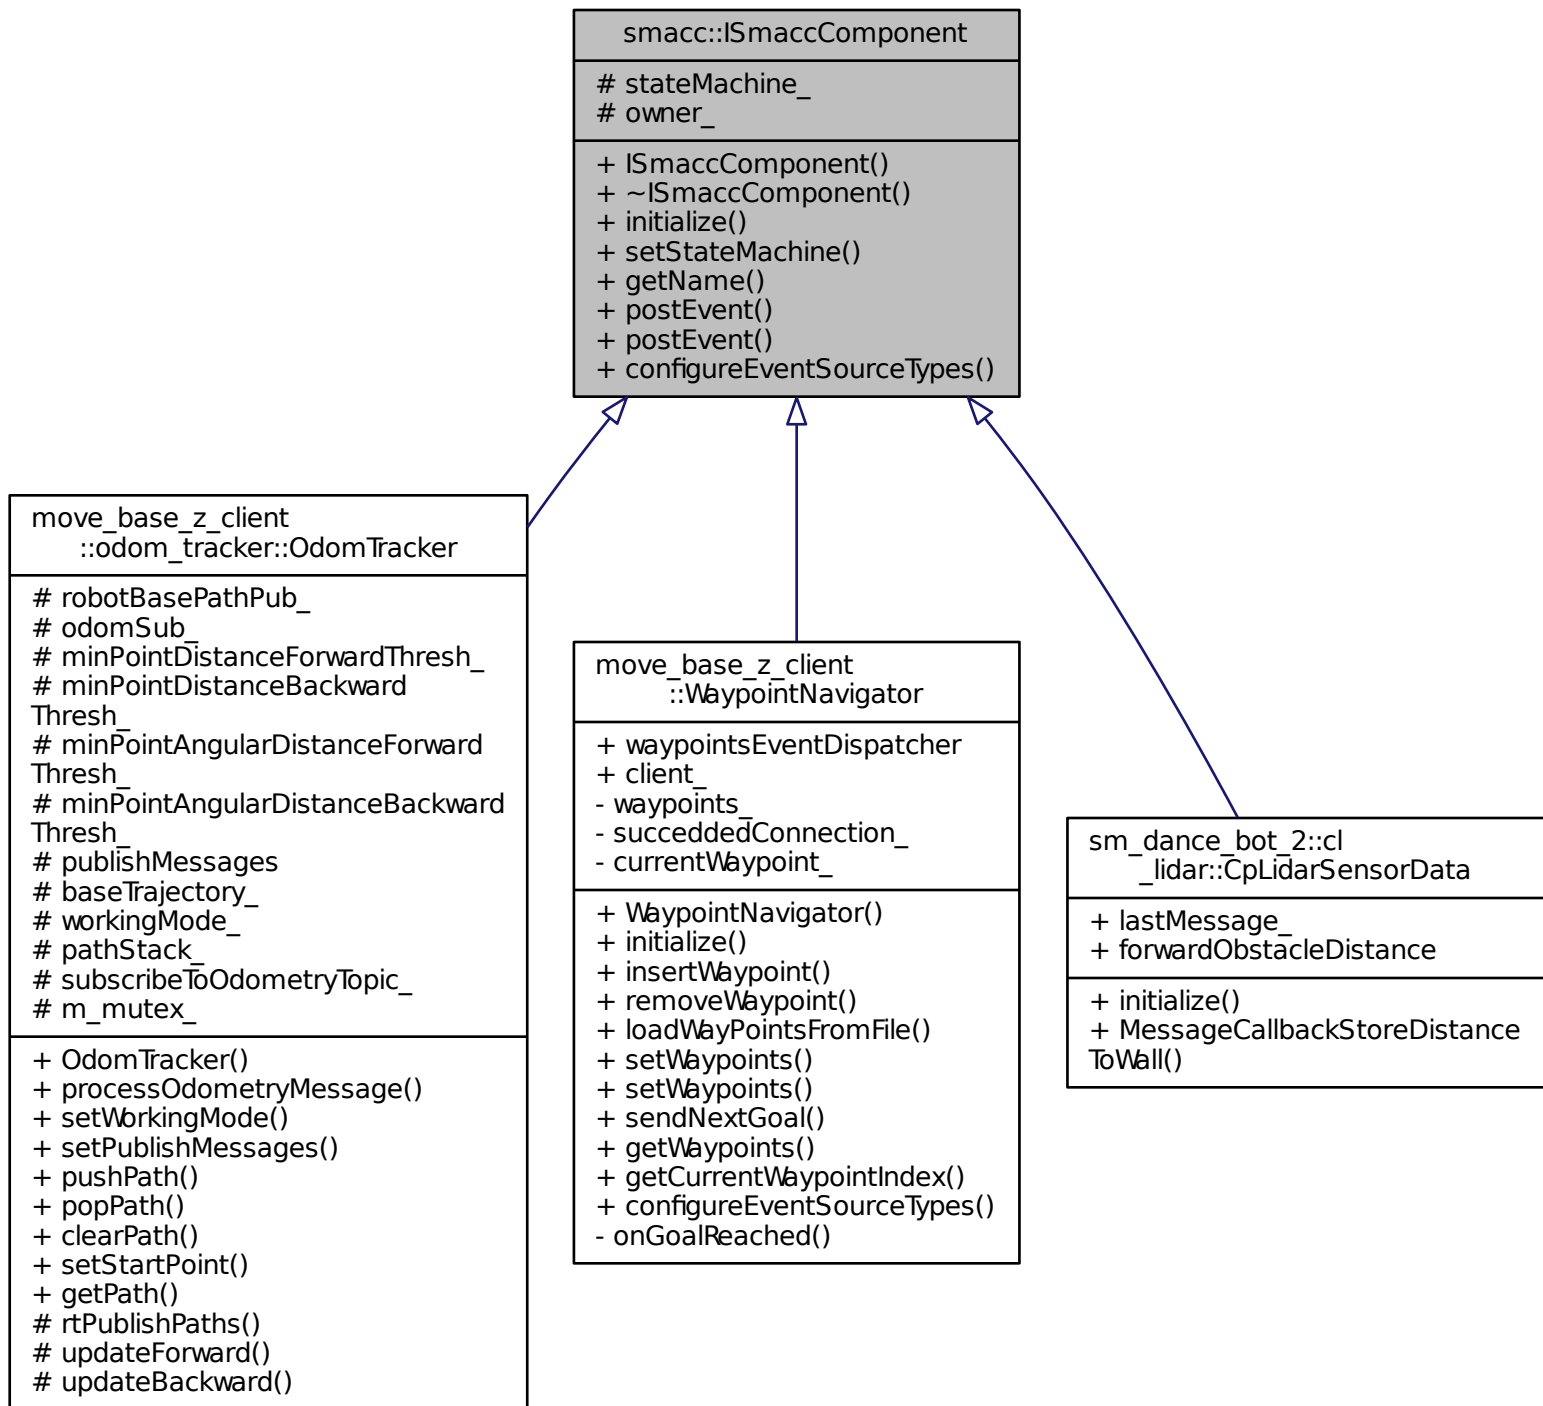 smacc::ISmaccComponent
# stateMachine_
# owner_
+ ISmaccComponent()
+ ~ISmaccComponent()
+ initialize()
+ setStateMachine()
+ getName()
+ postEvent()
+ postEvent()
+ configureEventSourceTypes()
move_base_z_client
::odom_tracker::OdomTracker
# robotBasePathPub_
# odomSub_
# minPointDistanceForwardThresh_
# minPointDistanceBackward
Thresh_
# minPointAngularDistanceForward
Thresh_
# minPointAngularDistanceBackward
Thresh_
# publishMessages
# baseTrajectory_
# workingMode_
# pathStack_
# subscribeToOdometryTopic_
# m_mutex_
+ OdomTracker()
+ processOdometryMessage()
+ setWorkingMode()
+ setPublishMessages()
+ pushPath()
+ popPath()
+ clearPath()
+ setStartPoint()
+ getPath()
# rtPublishPaths()
# updateForward()
# updateBackward()
move_base_z_client
::WaypointNavigator
+ waypointsEventDispatcher
+ client_
- waypoints_
- succeddedConnection_
- currentWaypoint_
+ WaypointNavigator()
+ initialize()
+ insertWaypoint()
+ removeWaypoint()
+ loadWayPointsFromFile()
+ setWaypoints()
+ setWaypoints()
+ sendNextGoal()
+ getWaypoints()
+ getCurrentWaypointIndex()
+ configureEventSourceTypes()
- onGoalReached()
sm_dance_bot_2::cl
_lidar::CpLidarSensorData
+ lastMessage_
+ forwardObstacleDistance
+ initialize()
+ MessageCallbackStoreDistance
ToWall()